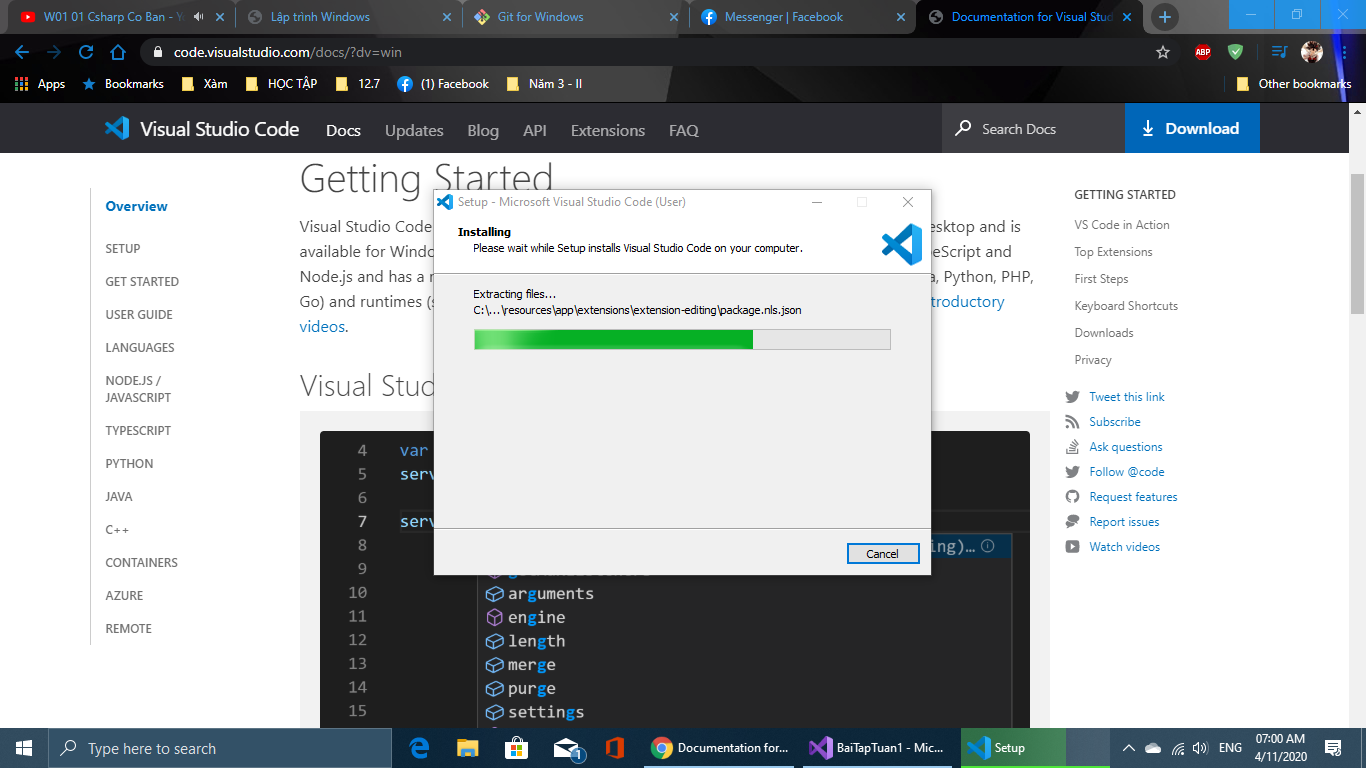 W01 01 Csharp Co Ban - Y
Lập trình Windows
Git for Windows
Messenger | Facebook
Documentation for Visual Stud
code.visualstudio.com/docs/?dv=win
ABP
Apps
Bookmarks
Xàm
HỌC TẬP
12.7
(1) Facebook
Năm 3 - II
Other bookmarks
Visual Studio Code
Docs
Updates
Blog
API
Extensions
FAQ
Search Docs
Download
Overview
SETUP
GET STARTED
USER GUIDE
LANGUAGES
NODE.JS /
JAVASCRIPT
TYPESCRIPT
PYTHON
JAVA
C++
CONTAINERS
AZURE
REMOTE
Getting Started
Visual Studio Code
esktop and is
available for Windo
eScript and
Node.js and has a r
a, Python, PHP,
Go) and runtimes (s
troductory
videos.
Visual Stud
Setup - Microsoft Visual Studio Code (User)
Installing
Please wait while Setup installs Visual Studio Code on your computer.
Extracting files...
C:\...\resources\app\extensions\extension-editing\package.nls.json
Cancel
4 var
5 serv
6
7 serv
8 ing)…
9
10 arguments
11 engine
12 length
13 merge
14 purge
15 settings
GETTING STARTED
VS Code in Action
Top Extensions
First Steps
Keyboard Shortcuts
Downloads
Privacy
Tweet this link
Subscribe
Ask questions
Follow @code
Request features
Report issues
Watch videos
Type here to search
1
Documentation for...
BaiTapTuan1 - Mic...
Setup
ENG
07:00 AM
4/11/2020